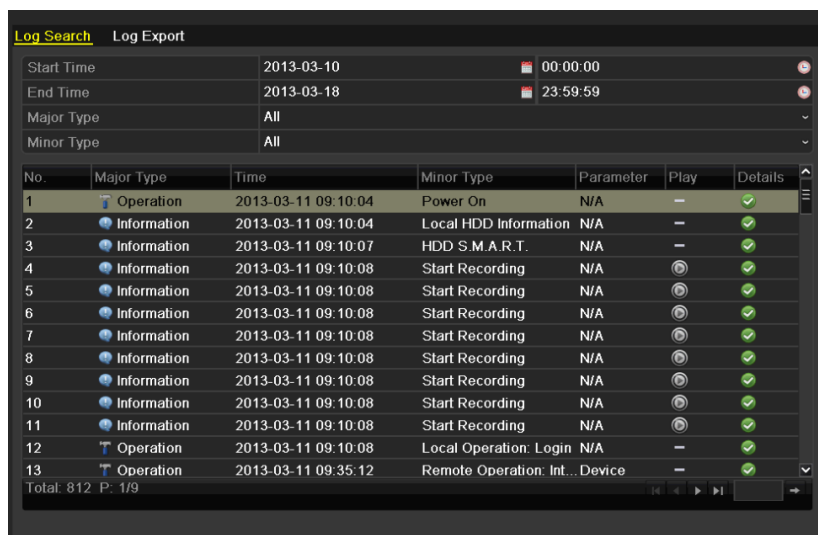 Log Search Log Export
Start Time 2013-03-10 00:00:00
End Time 2013-03-18 23:59:59
Major Type All
Minor Type All
No. Major Type Time Minor Type Parameter Play Details
1 Operation 2013-03-11 09:10:04 Power On N/A –
2 Information 2013-03-11 09:10:04 Local HDD Information N/A –
3 Information 2013-03-11 09:10:07 HDD S.M.A.R.T. N/A –
4 Information 2013-03-11 09:10:08 Start Recording N/A
5 Information 2013-03-11 09:10:08 Start Recording N/A
6 Information 2013-03-11 09:10:08 Start Recording N/A
7 Information 2013-03-11 09:10:08 Start Recording N/A
8 Information 2013-03-11 09:10:08 Start Recording N/A
9 Information 2013-03-11 09:10:08 Start Recording N/A
10 Information 2013-03-11 09:10:08 Start Recording N/A
11 Information 2013-03-11 09:10:08 Start Recording N/A
12 Operation 2013-03-11 09:10:08 Local Operation: Login N/A –
13 Operation 2013-03-11 09:35:12 Remote Operation: Int... Device –
Total: 812 P: 1/9